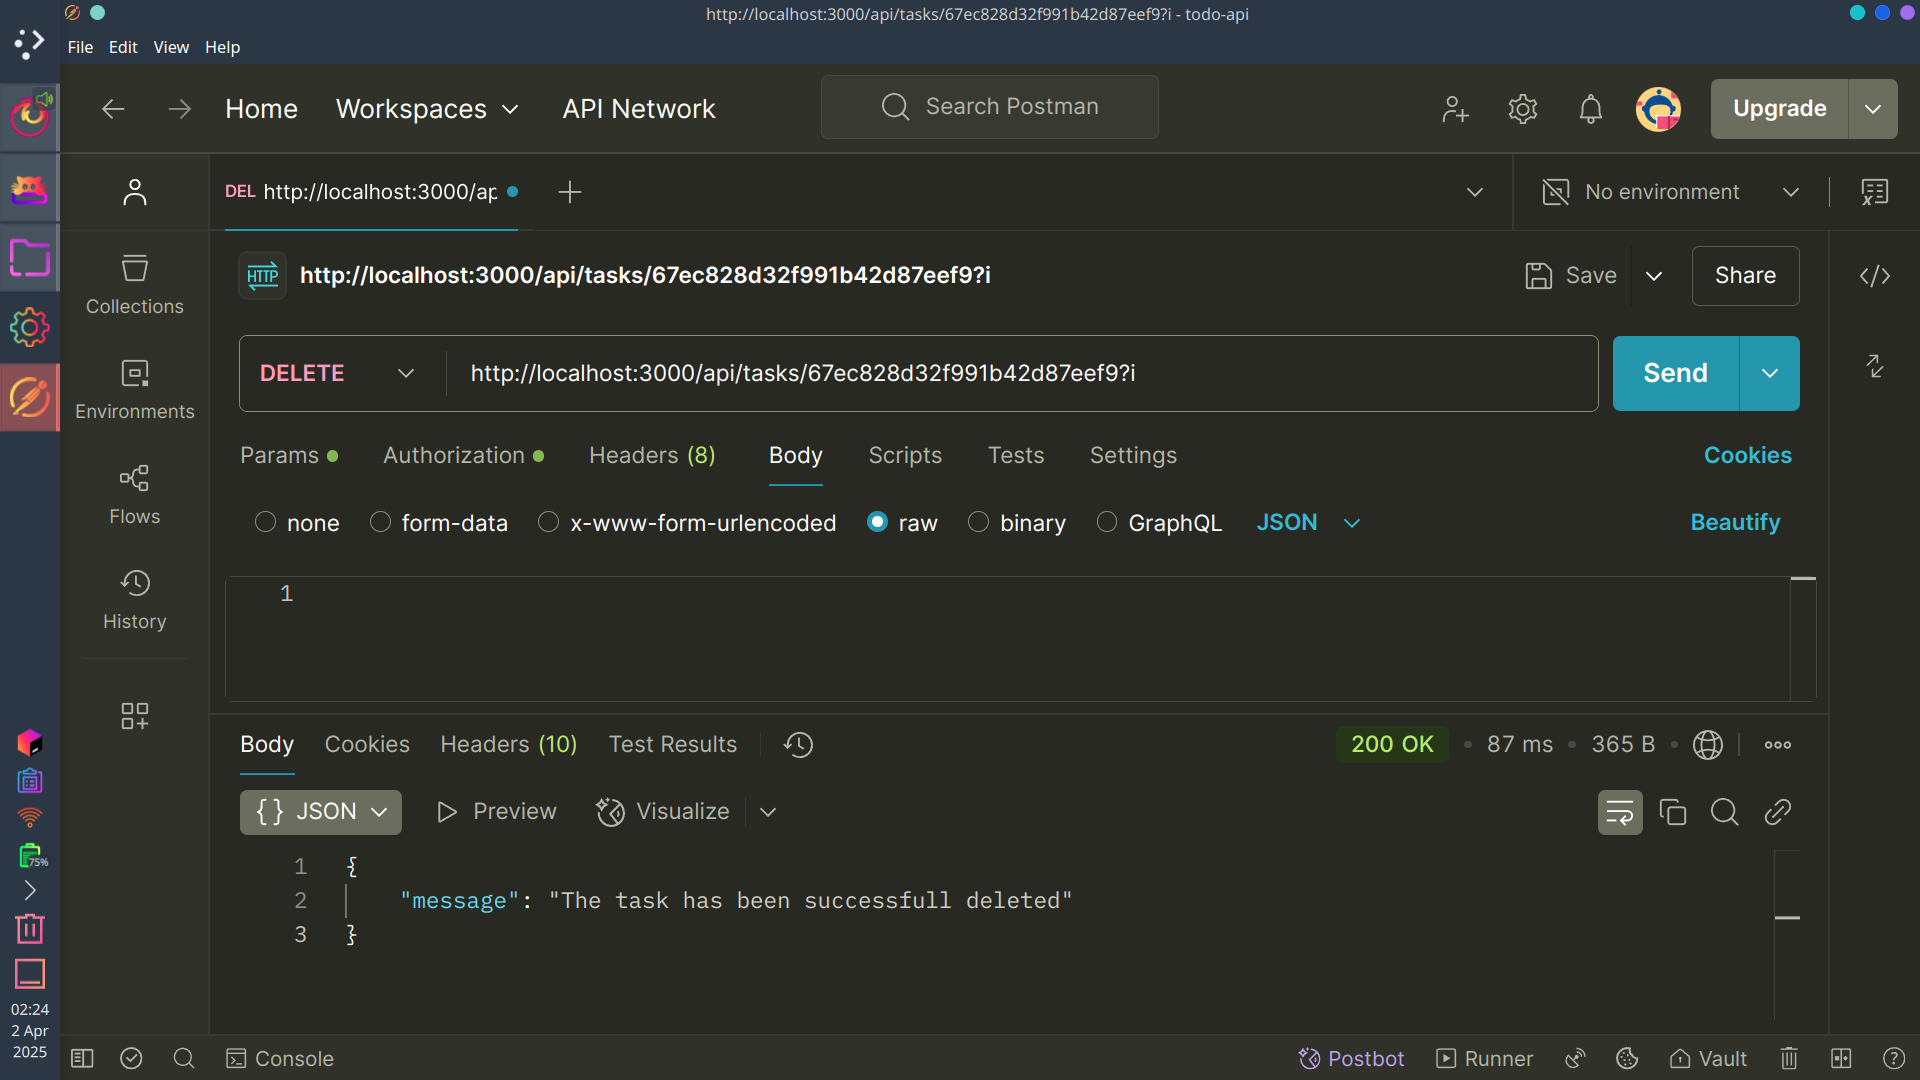 http://localhost:3000/api/tasks/67ec828d32f991b42d87eef9?i - todo-api
File Edit View Help
Home Workspaces API Network Search Postman Upgrade
DEL http://localhost:3000/ap No environment
HTTP http://localhost:3000/api/tasks/67ec828d32f991b42d87eef9?i Save Share
DELETE http://localhost:3000/api/tasks/67ec828d32f991b42d87eef9?i Send
Params Authorization Headers (8) Body Scripts Tests Settings Cookies
none form-data x-www-form-urlencoded raw binary GraphQL JSON Beautify
1
Collections
Environments
Flows
History
Body Cookies Headers (10) Test Results 200 OK 87 ms 365 B
{} JSON Preview Visualize
1 {
2 "message": "The task has been successfull deleted"
3 }
75%
02:24
2 Apr
2025
Console Postbot Runner Vault